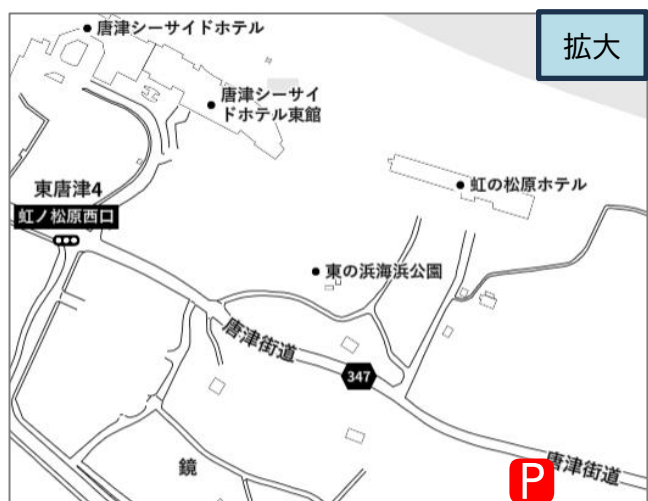 唐津シーサイドホテル
拡大
唐津シーサイ
ドホテル東館
東唐津4
虹の松原ホテル
虹ノ松原西口
東の浜海浜公園
唐津街道
347
鏡
唐津街道
P